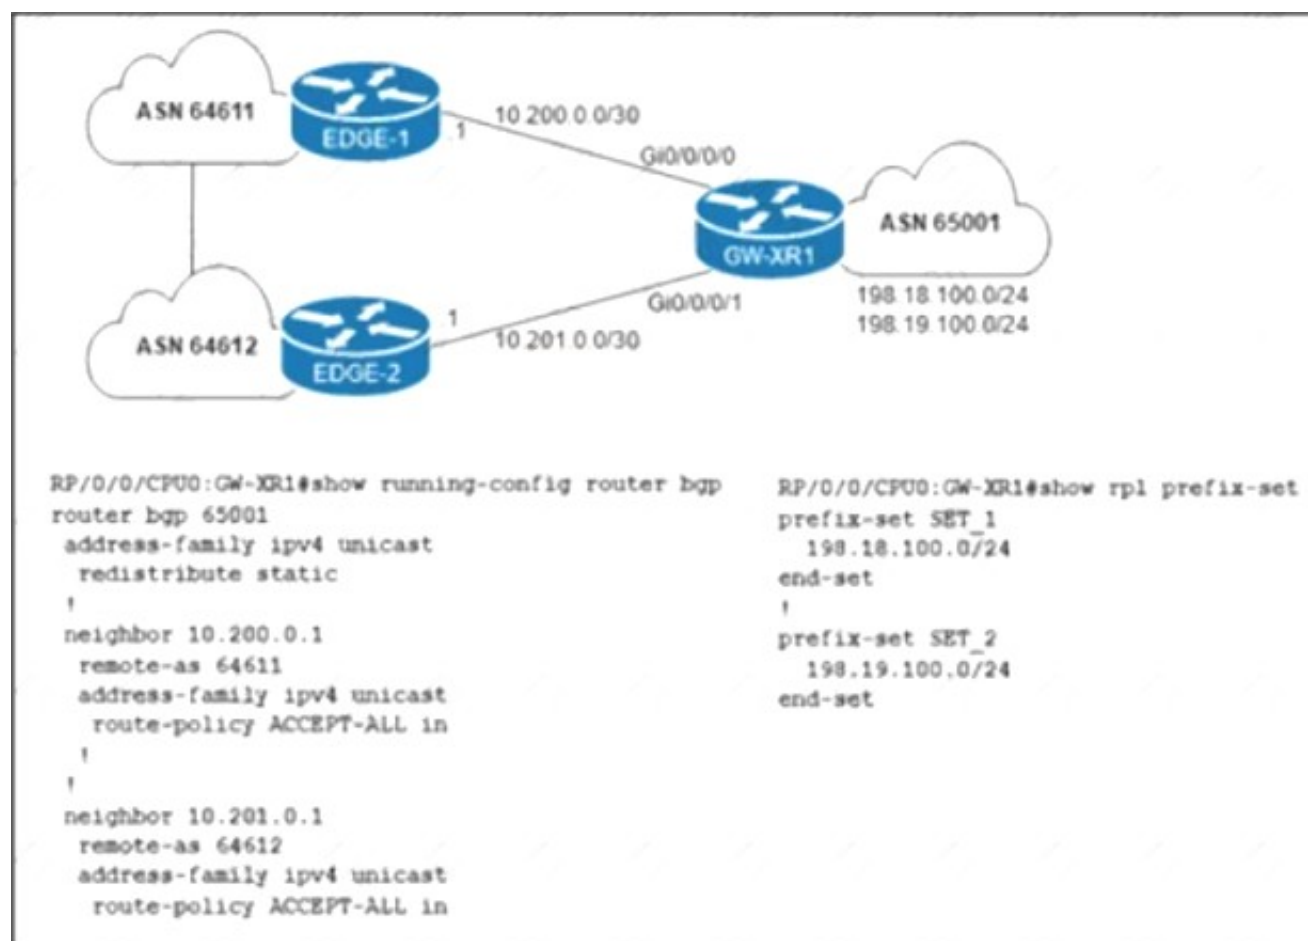 ASN 64611
EDGE-1
.1
10.200.0.0/30
Gi0/0/0/0
GW-XR1
ASN 65001
198.18.100.0/24
198.19.100.0/24
ASN 64612
EDGE-2
1
10.201.0.0/30
Gi0/0/0/1
RP/0/0/CPU0:GW-XR1#show running-config router bgp
router bgp 65001
address-family ipv4 unicast
redistribute static
!
neighbor 10.200.0.1
remote-as 64611
address-family ipv4 unicast
route-policy ACCEPT-ALL in
!
!
neighbor 10.201.0.1
remote-as 64612
address-family ipv4 unicast
route-policy ACCEPT-ALL in
RP/0/0/CPU0:GW-XR1#show rpl prefix-set
prefix-set SET_1
198.18.100.0/24
end-set
!
prefix-set SET_2
198.19.100.0/24
end-set